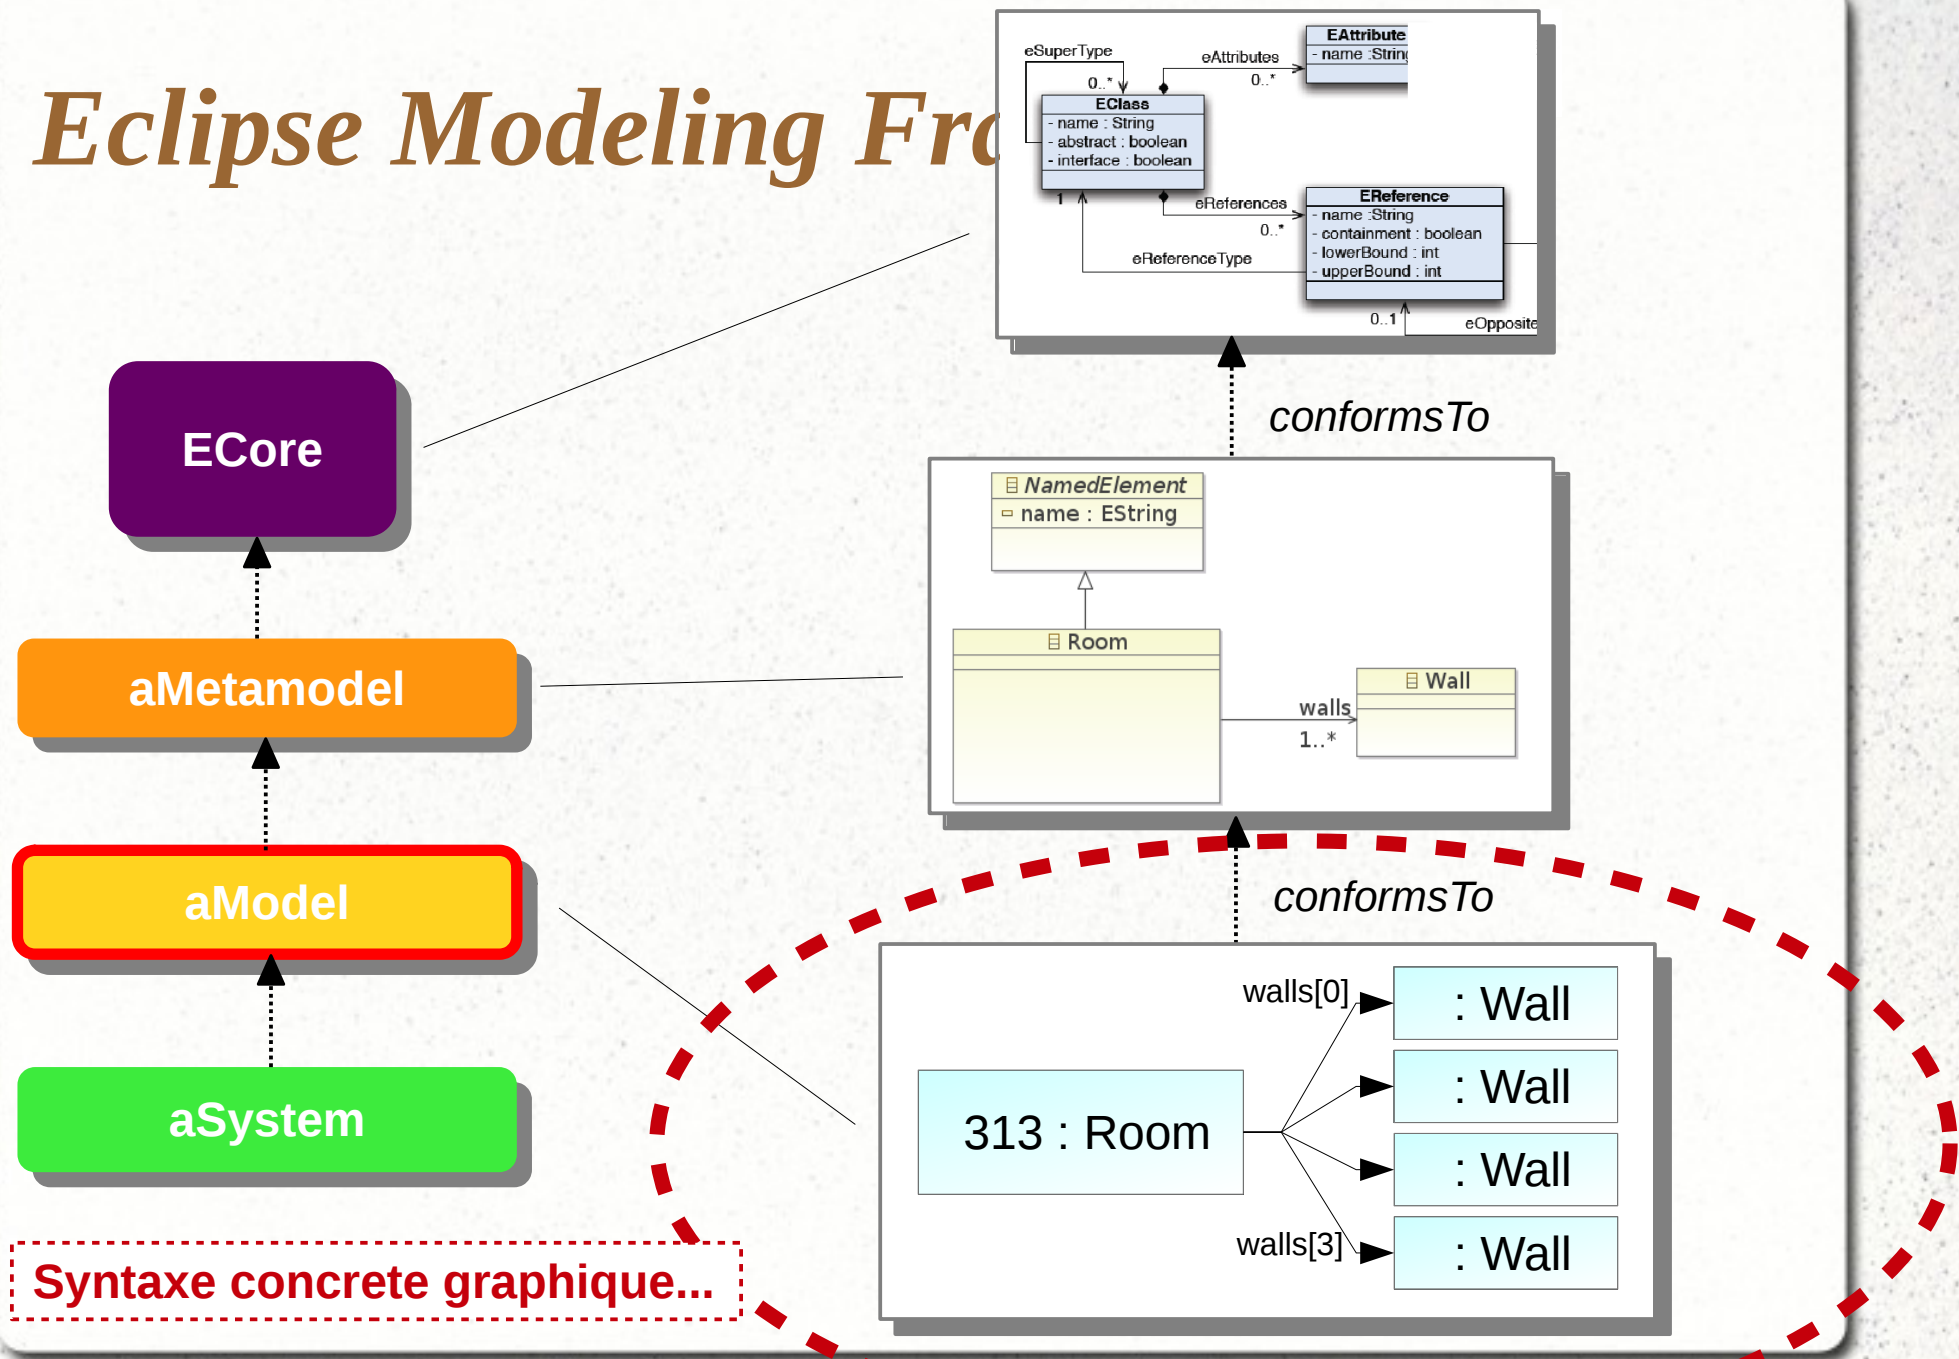 Eclipse Modeling Fra
eSuperType
0..*
eAttributes
0..*
EAttribute
- name :String
EClass
- name : String
- abstract : boolean
- interface : boolean
1
eReferences
0..*
eReferenceType
EReference
- name :String
- containment : boolean
- lowerBound : int
- upperBound : int
0..1
eOpposite
conformsTo
ECore
NamedElement
name : EString
Room
walls
1..*
Wall
aMetamodel
conformsTo
aModel
walls[0]
: Wall
: Wall
313 : Room
: Wall
walls[3]
: Wall
aSystem
Syntaxe concrete graphique...